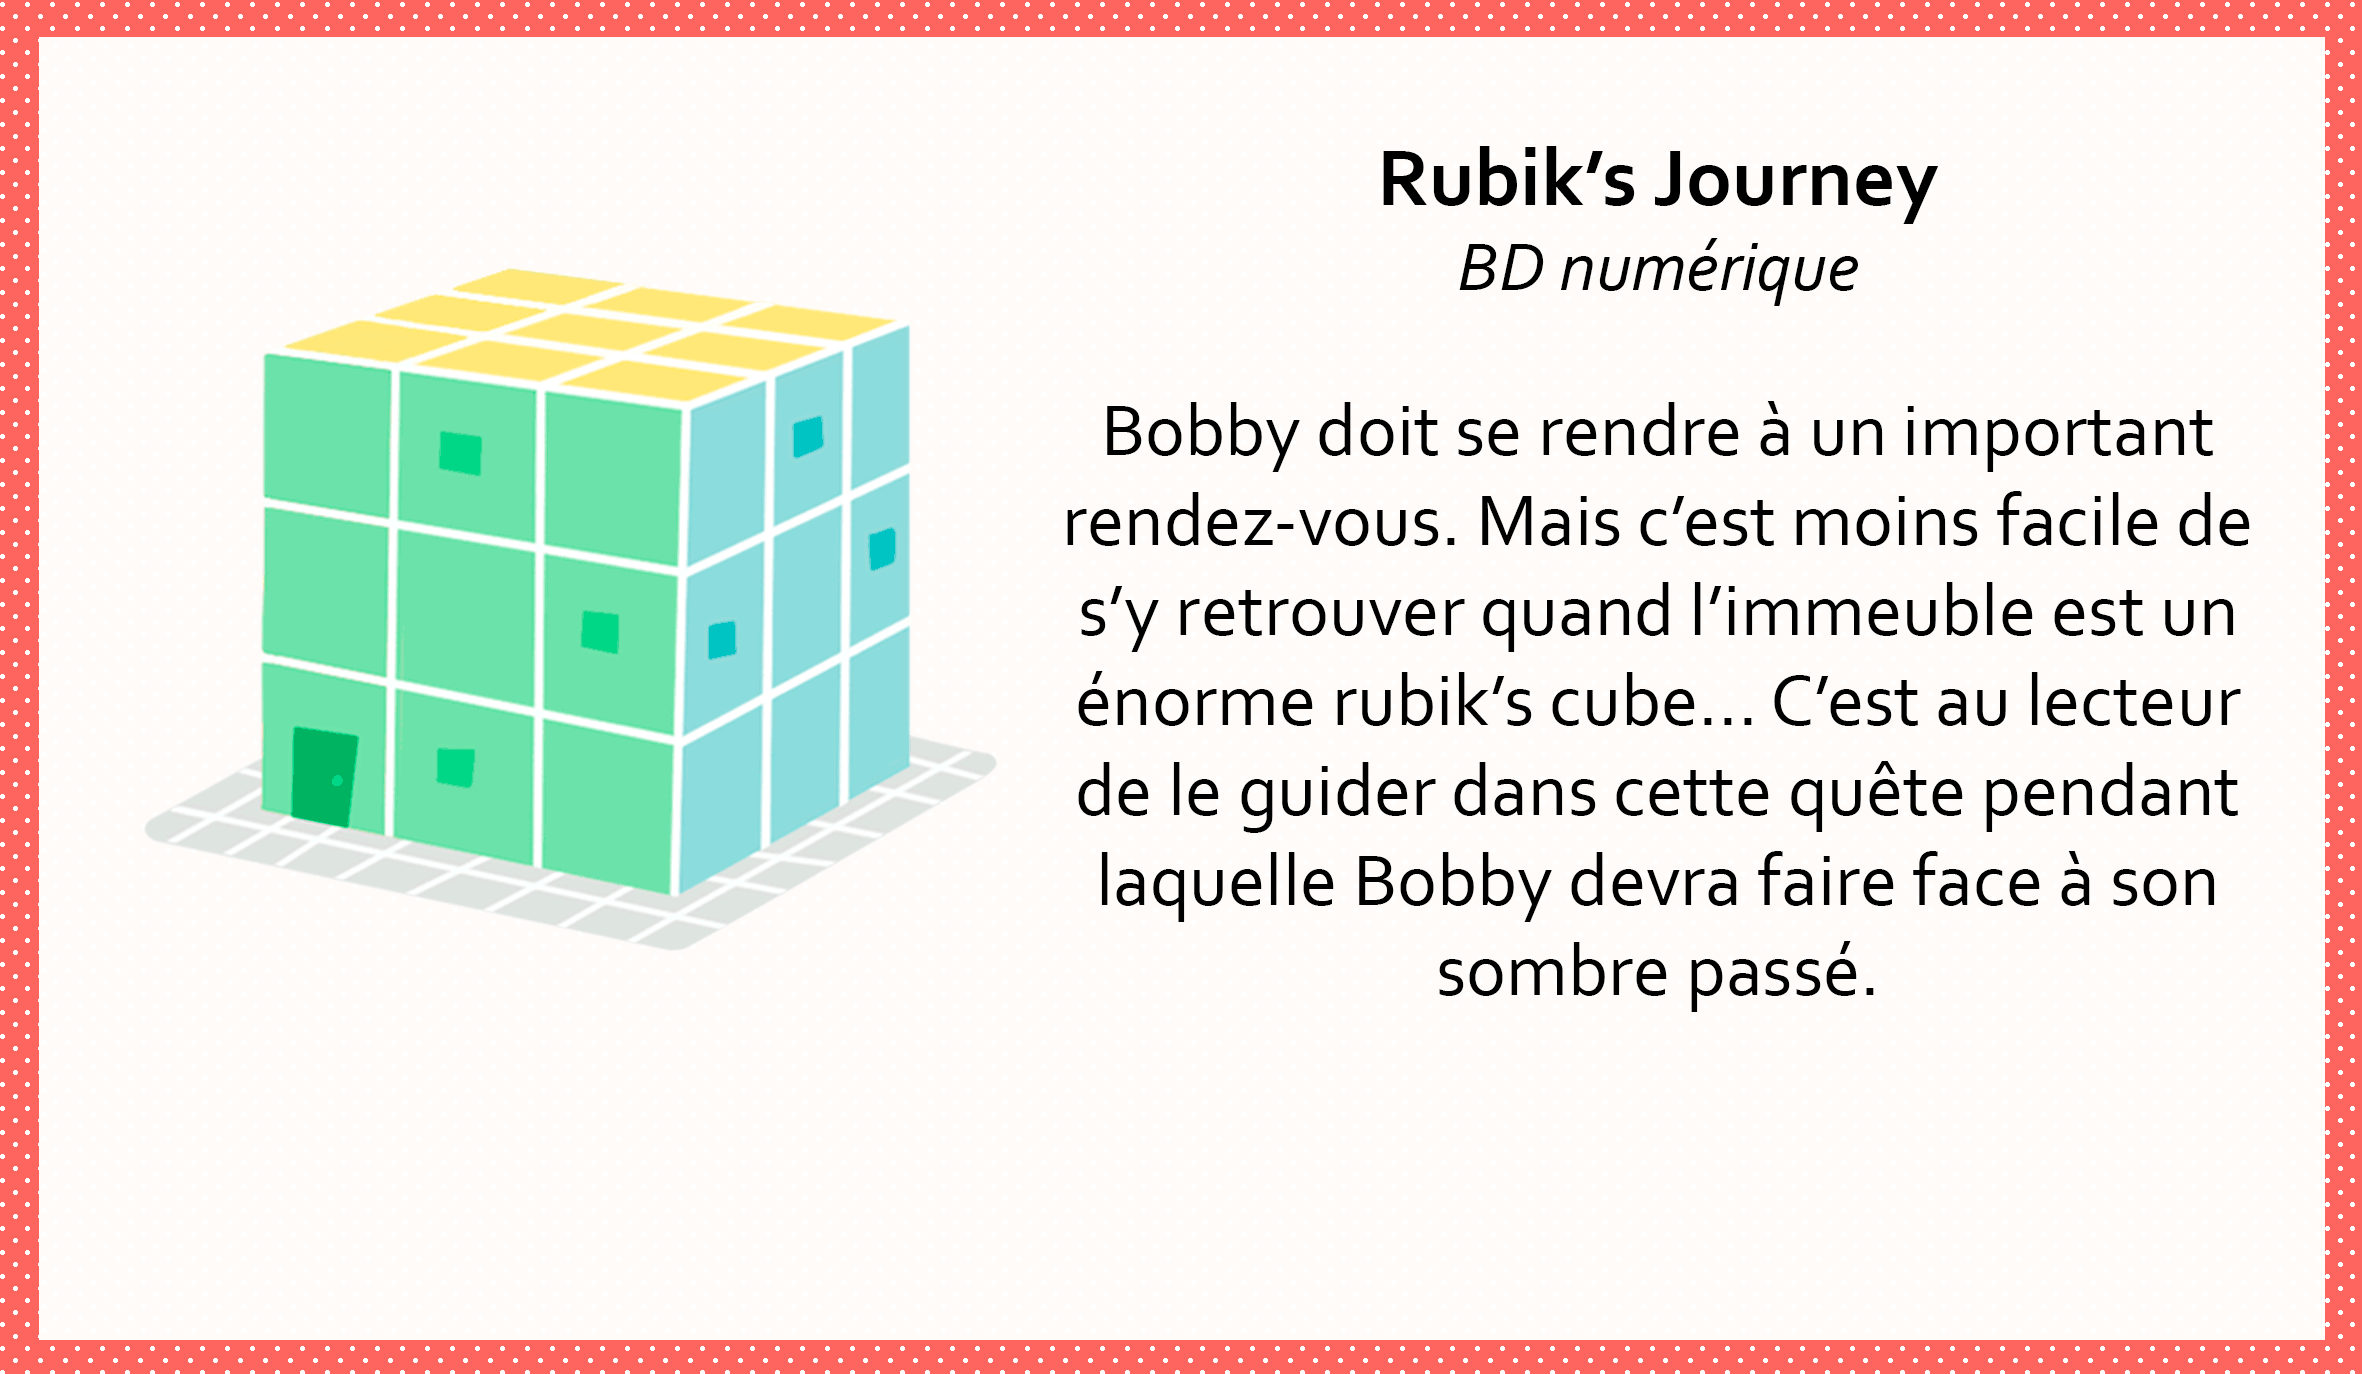 Rubik’s Journey
BD numérique
Bobby doit se rendre à un important
rendez-vous. Mais c’est moins facile de
s’y retrouver quand l’immeuble est un
énorme rubik’s cube... C’est au lecteur
de le guider dans cette quête pendant
laquelle Bobby devra faire face à son
sombre passé.